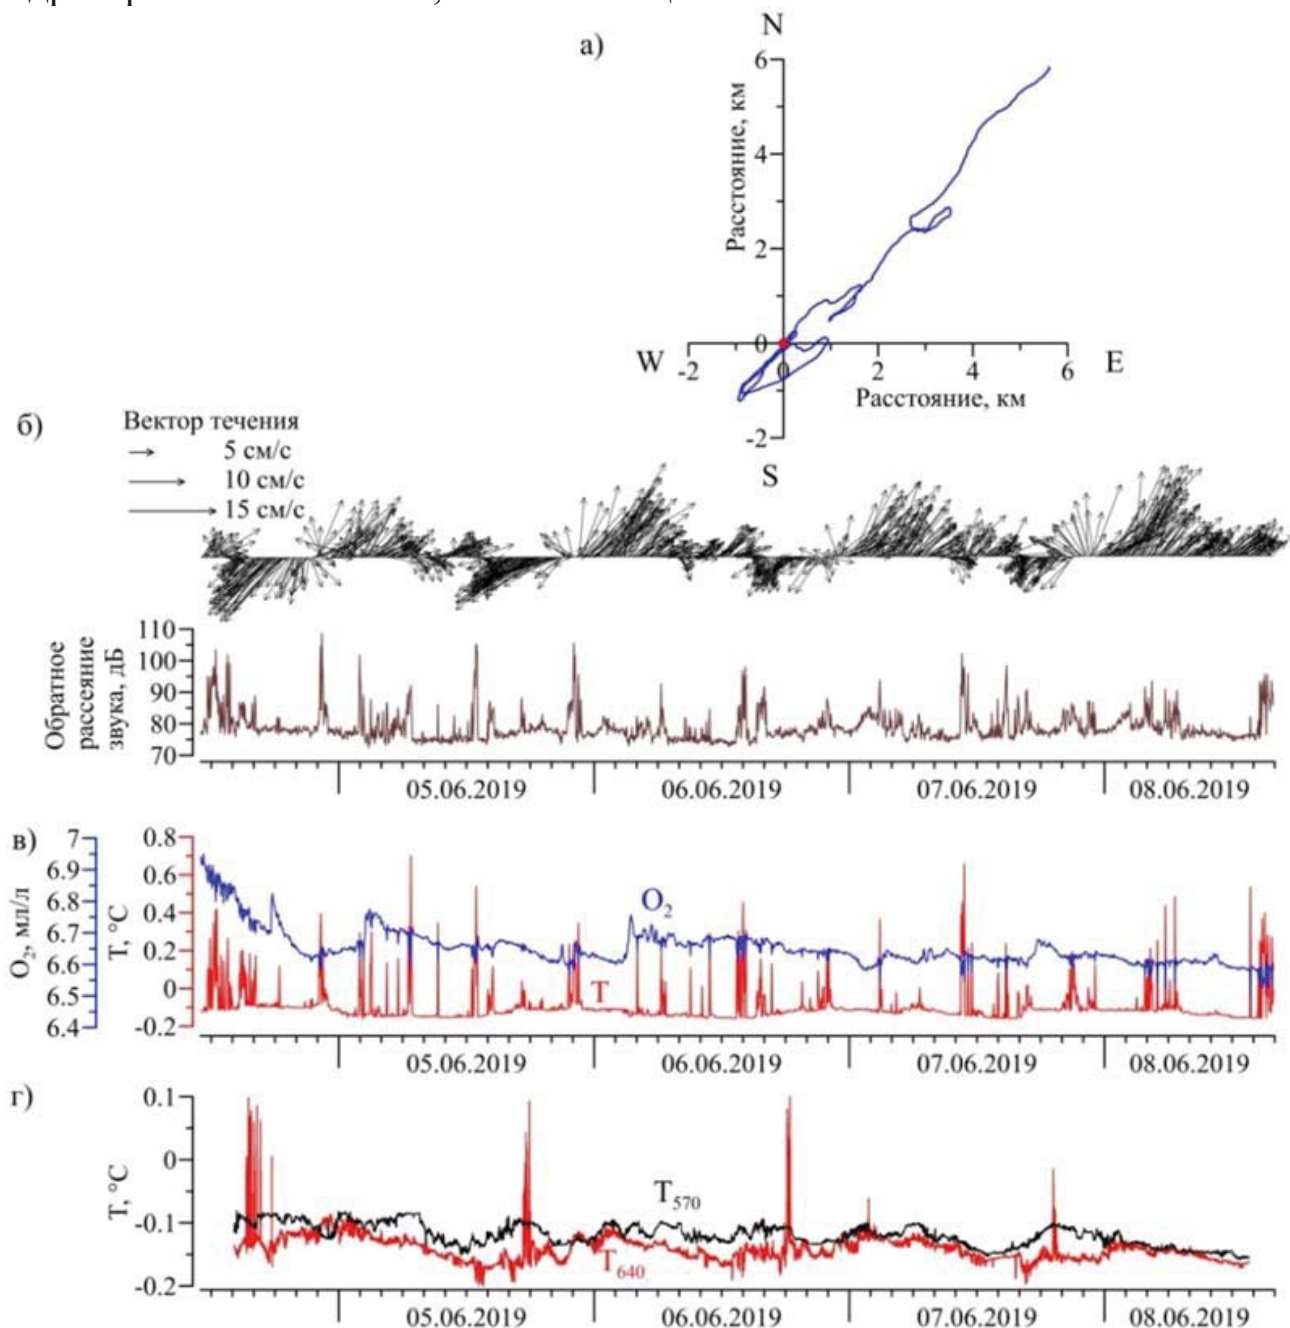 а)
N
6
4
2
0
-2
Расстояние, км
W
-2
0
2
4
6
E
Расстояние, км
S
б)
Вектор течения
5 см/с
10 см/с
15 см/с
Обратное
рассеяние
звука, дБ
110
100
90
80
70
05.06.2019
06.06.2019
07.06.2019
08.06.2019
в)
O₂, мл/л
7
6.9
6.8
6.7
6.6
6.5
6.4
T, °C
0.8
0.6
0.4
0.2
0
-0.2
O₂
T
05.06.2019
06.06.2019
07.06.2019
08.06.2019
г)
T, °C
0.1
0
-0.1
-0.2
T₅₇₀
T₆₄₀
05.06.2019
06.06.2019
07.06.2019
08.06.2019